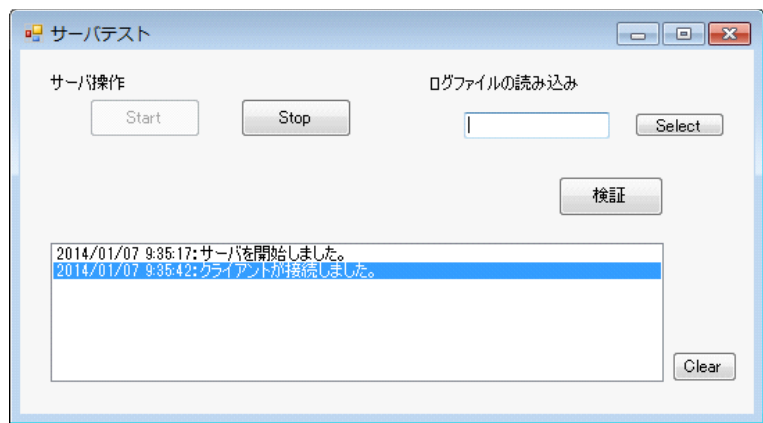 サーバテスト
サーバ操作
ログファイルの読み込み
Start
Stop
Select
検証
2014/01/07 9:35:17:サーバを開始しました。
2014/01/07 9:35:42:クライアントが接続しました。
Clear